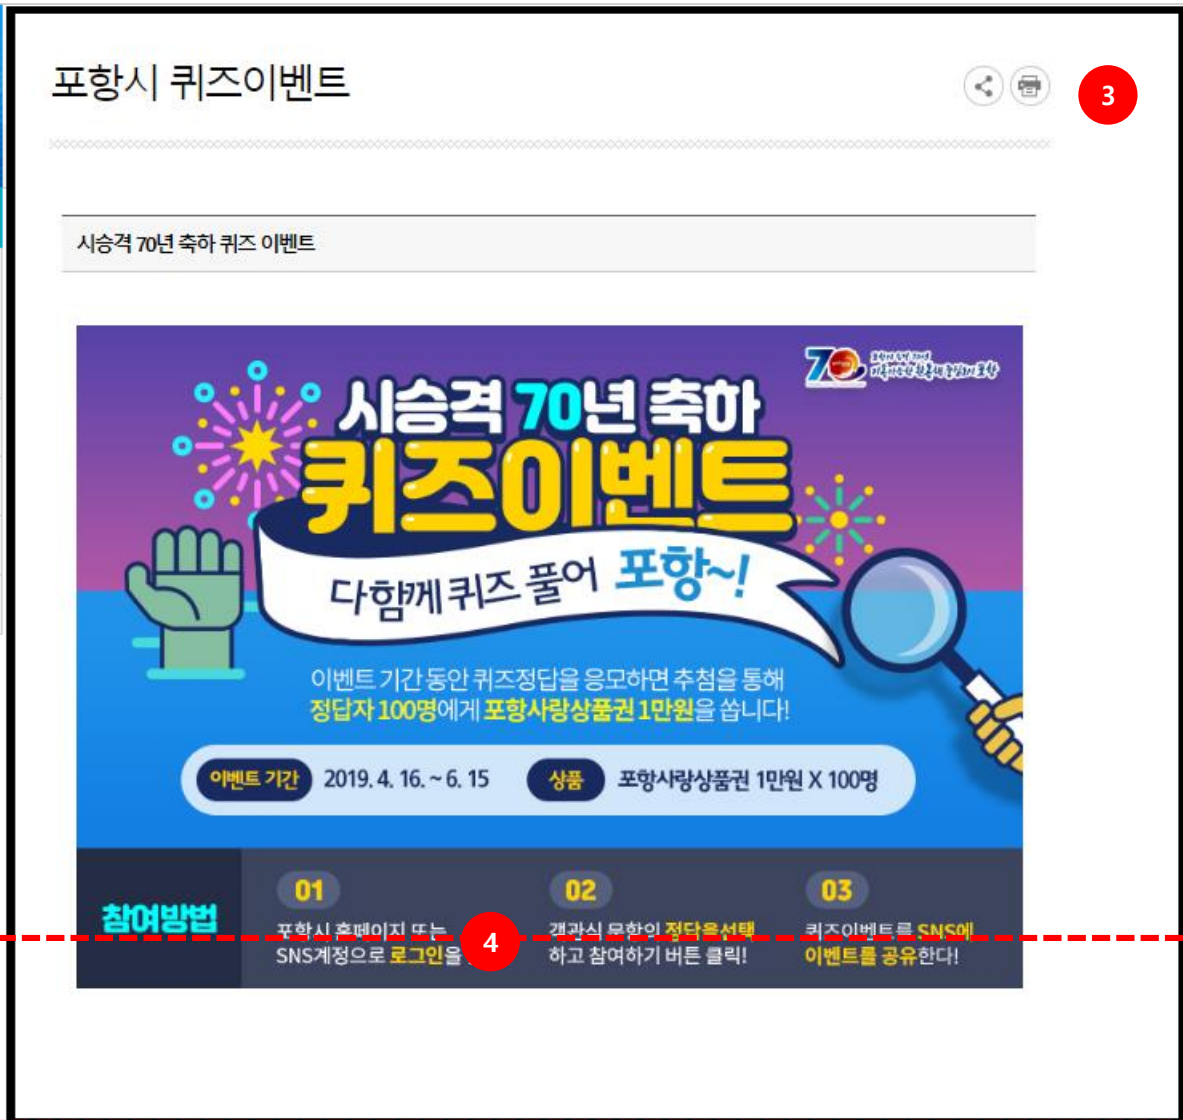 포항시 퀴즈이벤트
3
시승격 70년 축하 퀴즈 이벤트
70
시승격 70년 축하
퀴즈이벤트
다함께 퀴즈 풀어 포항~!
이벤트 기간 동안 퀴즈정답을 응모하면 추첨을 통해
정답자 100명에게 포항사랑상품권 1만원을 쏩니다!
이벤트 기간 2019. 4. 16. ~ 6. 15 상품 포항사랑상품권 1만원 X 100명
참여방법
01
포항시 홈페이지 또는
SNS계정으로 로그인을
4
02
객관식 문항의 정답을선택
하고 참여하기 버튼 클릭!
03
퀴즈이벤트를 SNS에
이벤트를 공유한다!